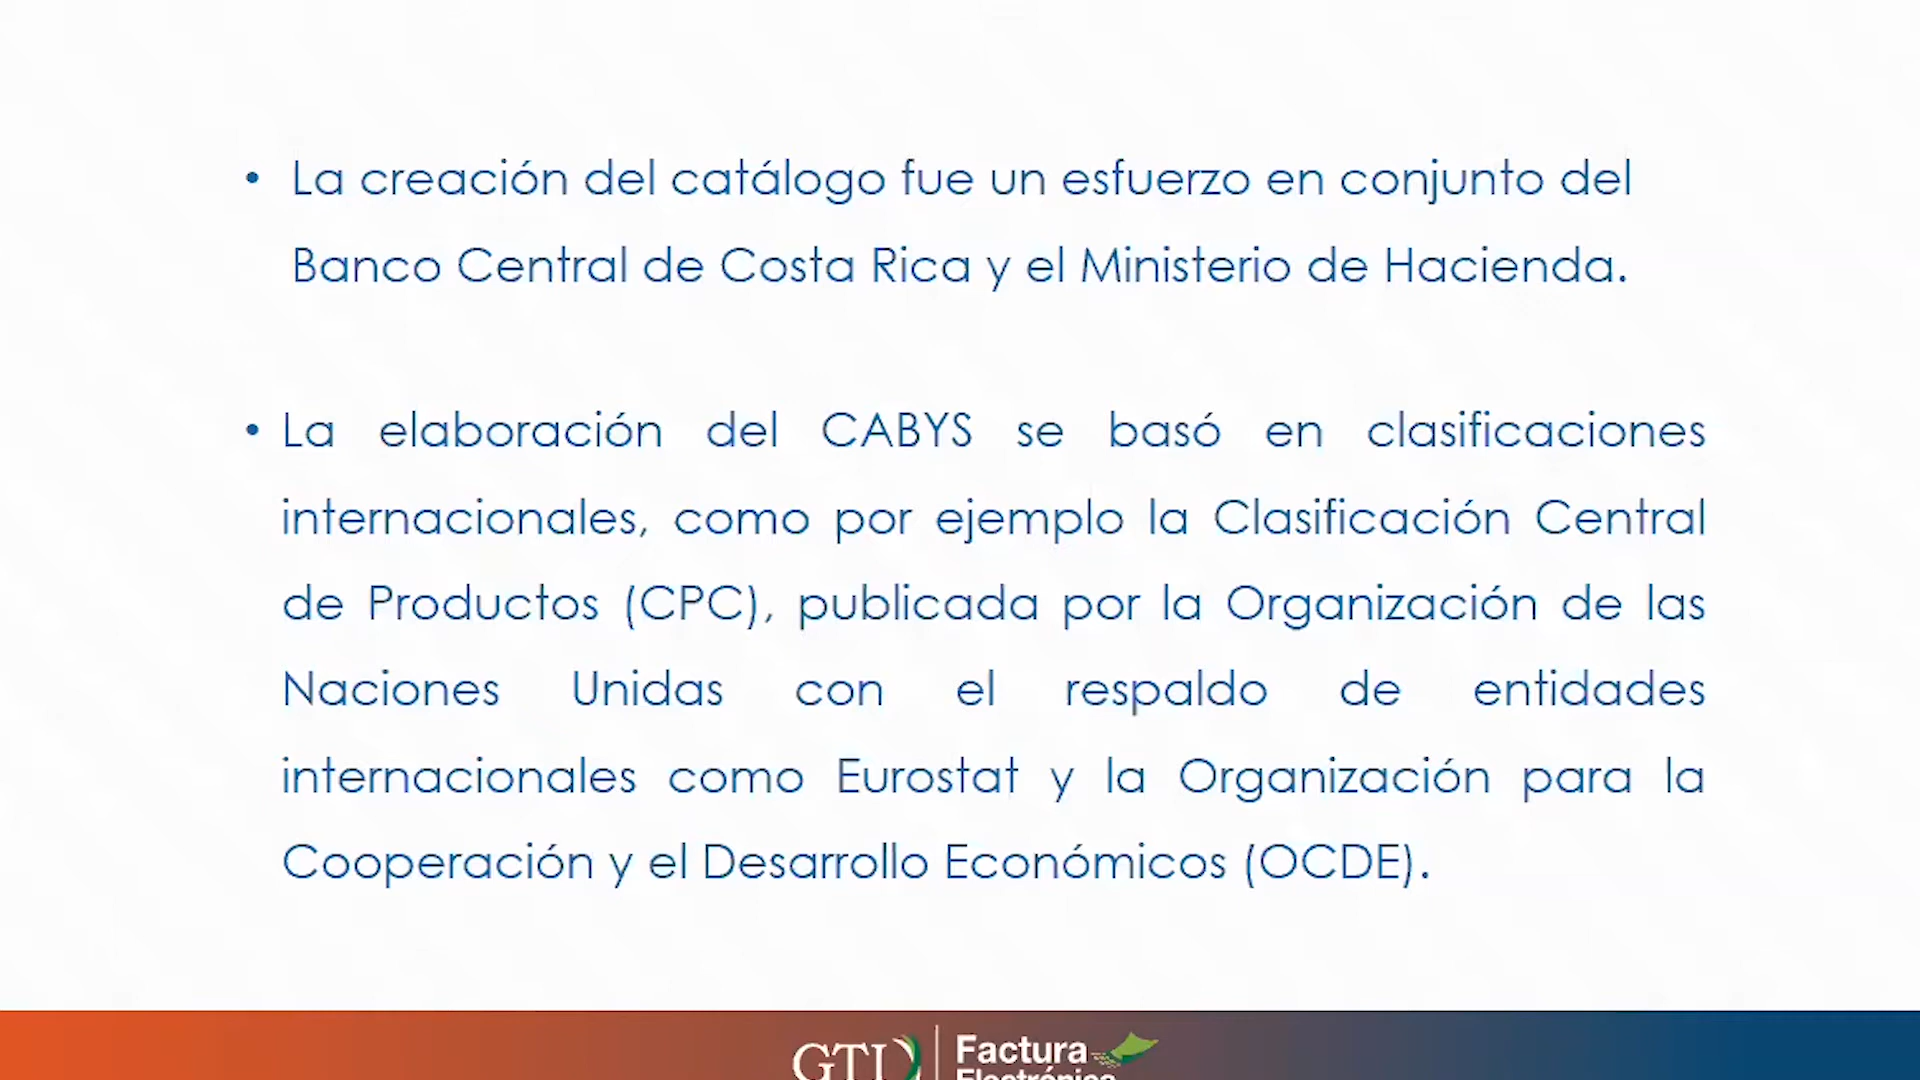 • La creación del catálogo fue un esfuerzo en conjunto del
Banco Central de Costa Rica y el Ministerio de Hacienda.
• La elaboración del CABYS se basó en clasificaciones
internacionales, como por ejemplo la Clasificación Central
de Productos (CPC), publicada por la Organización de las
Naciones Unidas con el respaldo de entidades
internacionales como Eurostat y la Organización para la
Cooperación y el Desarrollo Económicos (OCDE).
GTI
Factura
Electrónica